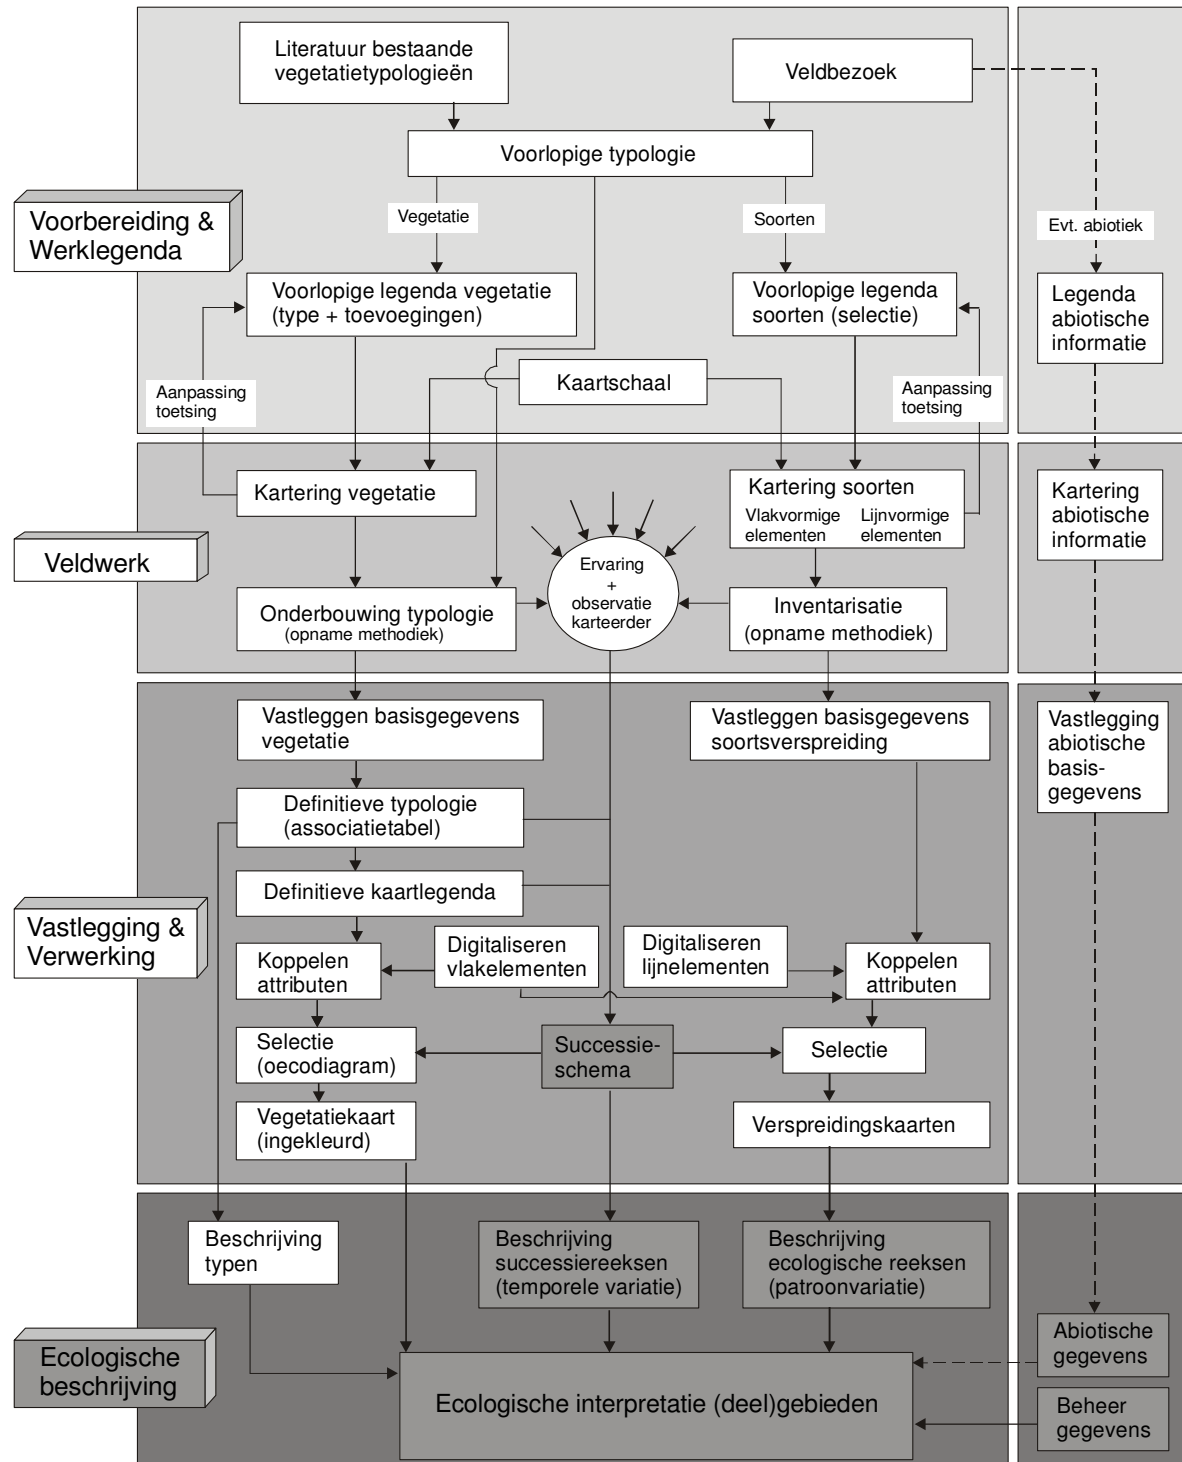 Literatuur bestaande
vegetatietypologieën
Veldbezoek
Voorlopige typologie
Voorbereiding &
Werklegenda
Vegetatie
Soorten
Evt. abiotiek
Voorlopige legenda vegetatie
(type + toevoegingen)
Voorlopige legenda
soorten (selectie)
Legenda
abiotische
informatie
Kaartschaal
Aanpassing
toetsing
Aanpassing
toetsing
Kartering vegetatie
Kartering soorten
Vlakvormige
elementen
Lijnvormige
elementen
Kartering
abiotische
informatie
Veldwerk
Ervaring
+
observatie
karteerder
Onderbouwing typologie
(opname methodiek)
Inventarisatie
(opname methodiek)
Vastleggen basisgegevens
vegetatie
Vastleggen basisgegevens
soortsverspreiding
Vastlegging
abiotische
basis-
gegevens
Definitieve typologie
(associatietabel)
Definitieve kaartlegenda
Vastlegging &
Verwerking
Koppelen
attributen
Digitaliseren
vlakelementen
Digitaliseren
lijnelementen
Koppelen
attributen
Selectie
(oecodiagram)
Successie-
schema
Selectie
Vegetatiekaart
(ingekleurd)
Verspreidingskaarten
Beschrijving
typen
Beschrijving
successiereeksen
(temporele variatie)
Beschrijving
ecologische reeksen
(patroonvariatie)
Ecologische
beschrijving
Abiotische
gegevens
Ecologische interpretatie (deel)gebieden
Beheer
gegevens